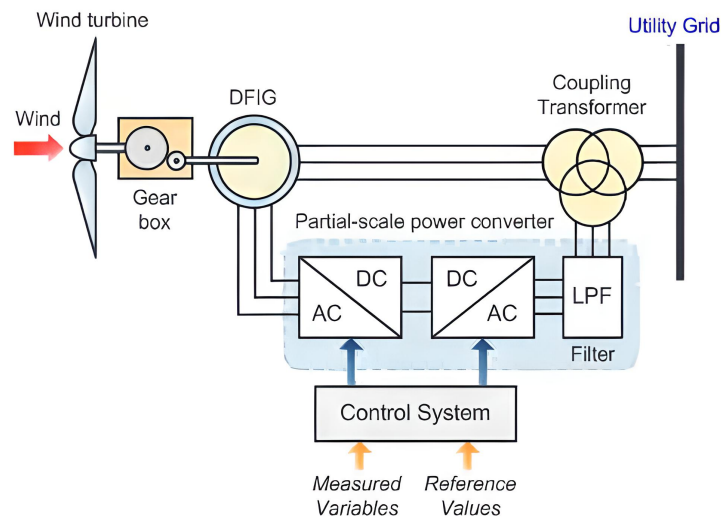 Wind turbine
Utility Grid
Coupling
Transformer
DFIG
Wind
Gear
box
Partial-scale power converter
DC
AC
DC
AC
LPF
Filter
Control System
Measured
Variables
Reference
Values